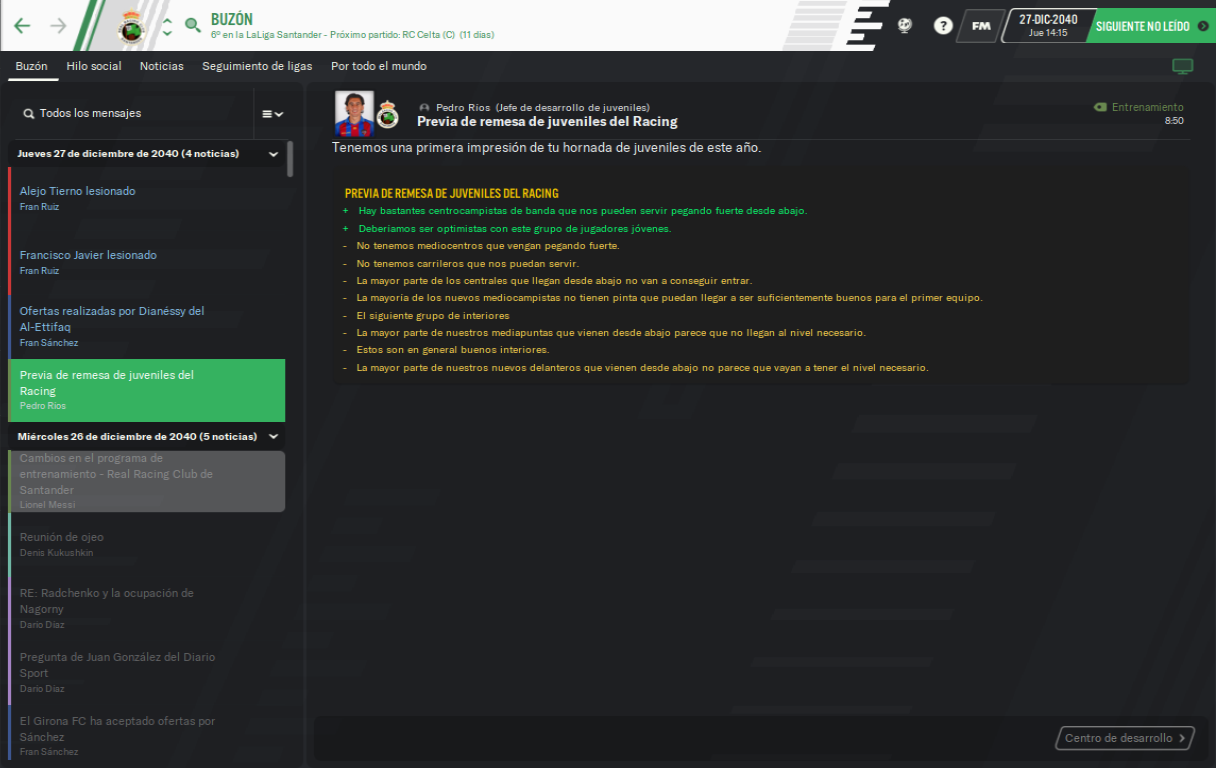 BUZÓN
6º en la LaLiga Santander - Próximo partido: RC Celta (C) (11 días)
?
FM
27-DIC-2040
Jue 14:15
SIGUIENTE NO LEÍDO
Buzón
Hilo social
Noticias
Seguimiento de ligas
Por todo el mundo
Todos los mensajes
Jueves 27 de diciembre de 2040 (4 noticias)
Alejo Tierno lesionado
Fran Ruiz
Francisco Javier lesionado
Fran Ruiz
Ofertas realizadas por Dianéssy del
Al-Ettifaq
Fran Sánchez
Previa de remesa de juveniles del
Racing
Pedro Ríos
Miércoles 26 de diciembre de 2040 (5 noticias)
Cambios en el programa de
entrenamiento - Real Racing Club de
Santander
Lionel Messi
Reunión de ojeo
Denis Kukushkin
RE: Radchenko y la ocupación de
Nagorny
Darío Díaz
Pregunta de Juan González del Diario
Sport
Darío Díaz
El Girona FC ha aceptado ofertas por
Sánchez
Fran Sánchez
Pedro Ríos (Jefe de desarrollo de juveniles)
Previa de remesa de juveniles del Racing
Entrenamiento
8:50
Tenemos una primera impresión de tu hornada de juveniles de este año.
PREVIA DE REMESA DE JUVENILES DEL RACING
+ Hay bastantes centrocampistas de banda que nos pueden servir pegando fuerte desde abajo.
+ Deberíamos ser optimistas con este grupo de jugadores jóvenes.
- No tenemos mediocentros que vengan pegando fuerte.
- No tenemos carrileros que nos puedan servir.
- La mayor parte de los centrales que llegan desde abajo no van a conseguir entrar.
- La mayoría de los nuevos mediocampistas no tienen pinta que puedan llegar a ser suficientemente buenos para el primer equipo.
- El siguiente grupo de interiores
- La mayor parte de nuestros mediapuntas que vienen desde abajo parece que no llegan al nivel necesario.
- Estos son en general buenos interiores.
- La mayor parte de nuestros nuevos delanteros que vienen desde abajo no parece que vayan a tener el nivel necesario.
Centro de desarrollo